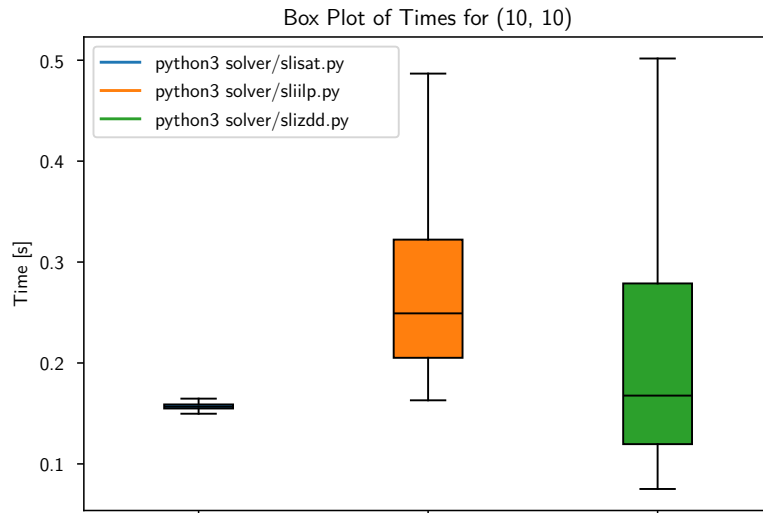 Box Plot of Times for (10, 10)
0.5
python3 solver/slisat.py
python3 solver/sliilp.py
python3 solver/slizdd.py
0.4
Time [s]
0.3
0.2
0.1